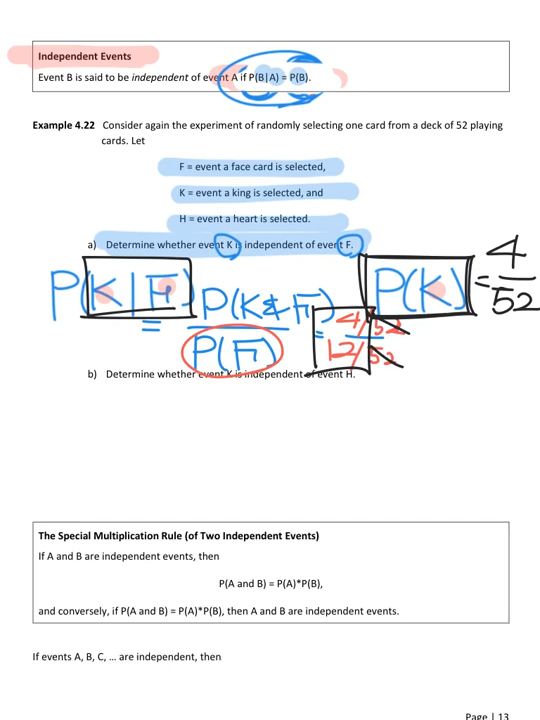 Independent Events
Event B is said to be independent of event A if P(B|A) = P(B).
Example 4.22 Consider again the experiment of randomly selecting one card from a deck of 52 playing
cards. Let
F = event a face card is selected,
K = event a king is selected, and
H = event a heart is selected.
a) Determine whether event K is independent of event F.
P(K|F) = P(K & F) / P(F) = 4/52 / 12/52
P(K) = 4/52
b) Determine whether event K is independent of event H.
The Special Multiplication Rule (of Two Independent Events)
If A and B are independent events, then
P(A and B) = P(A)*P(B),
and conversely, if P(A and B) = P(A)*P(B), then A and B are independent events.
If events A, B, C, … are independent, then
Page | 13